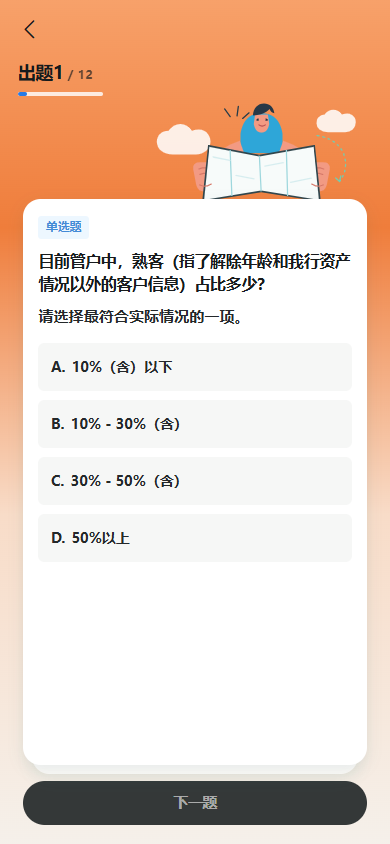 出题1 / 12
单选题
目前管户中，熟客（指了解除年龄和我行资产
情况以外的客户信息）占比多少？
请选择最符合实际情况的一项。
A. 10%（含）以下
B. 10% - 30%（含）
C. 30% - 50%（含）
D. 50%以上
下一题